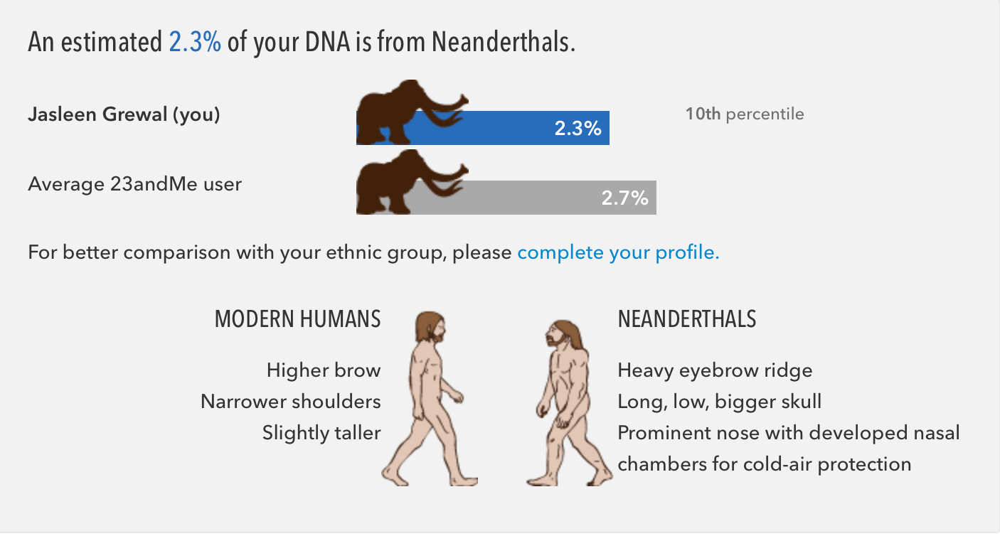 An estimated 2.3% of your DNA is from Neanderthals.
Jasleen Grewal (you)
2.3%
10th percentile
Average 23andMe user
2.7%
For better comparison with your ethnic group, please complete your profile.
MODERN HUMANS
Higher brow
Narrower shoulders
Slightly taller
NEANDERTHALS
Heavy eyebrow ridge
Long, low, bigger skull
Prominent nose with developed nasal
chambers for cold-air protection